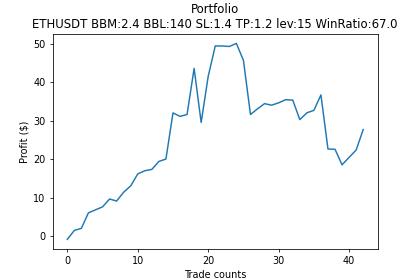 Portfolio
ETHUSDT BBM:2.4 BBL:140 SL:1.4 TP:1.2 lev:15 WinRatio:67.0
50
40
30
20
10
0
Profit ($)
0 10 20 30 40
Trade counts